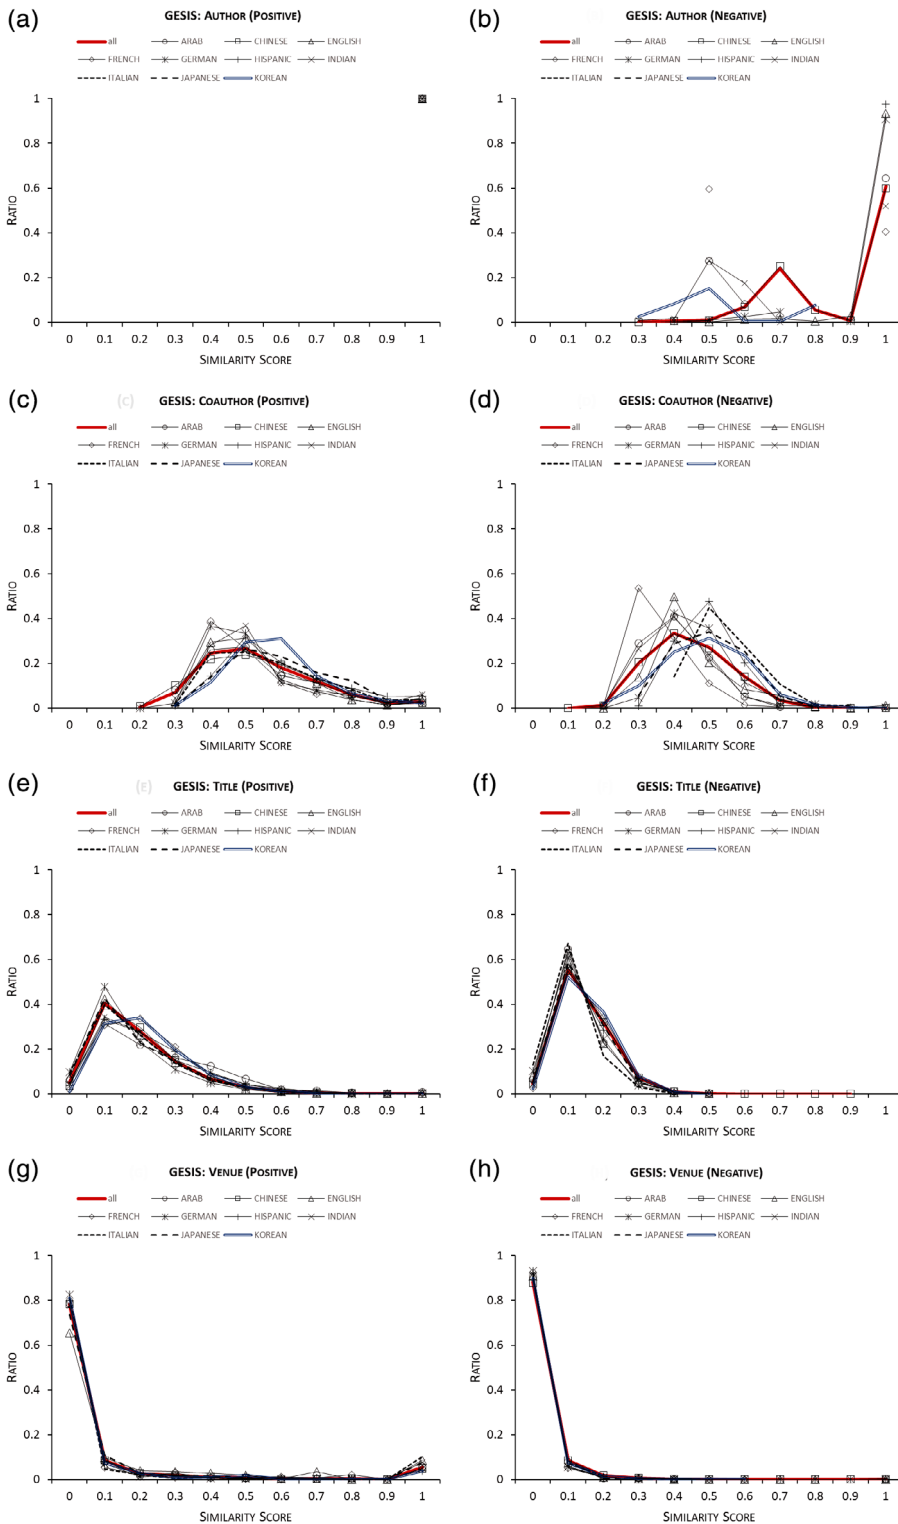 (a) GESIS: AUTHOR (POSITIVE)
all ARAB CHINESE ENGLISH
FRENCH GERMAN HISPANIC INDIAN
ITALIAN JAPANESE KOREAN
1
0.8
0.6
0.4
0.2
0
RATIO
0 0.1 0.2 0.3 0.4 0.5 0.6 0.7 0.8 0.9 1
SIMILARITY SCORE
(b) GESIS: AUTHOR (NEGATIVE)
all ARAB CHINESE ENGLISH
FRENCH GERMAN HISPANIC INDIAN
ITALIAN JAPANESE KOREAN
1
0.8
0.6
0.4
0.2
0
RATIO
0 0.1 0.2 0.3 0.4 0.5 0.6 0.7 0.8 0.9 1
SIMILARITY SCORE
(c) (c) GESIS: COAUTHOR (POSITIVE)
all ARAB CHINESE ENGLISH
FRENCH GERMAN HISPANIC INDIAN
ITALIAN JAPANESE KOREAN
1
0.8
0.6
0.4
0.2
0
RATIO
0 0.1 0.2 0.3 0.4 0.5 0.6 0.7 0.8 0.9 1
SIMILARITY SCORE
(d) GESIS: COAUTHOR (NEGATIVE)
all ARAB CHINESE ENGLISH
FRENCH GERMAN HISPANIC INDIAN
ITALIAN JAPANESE KOREAN
1
0.8
0.6
0.4
0.2
0
RATIO
0 0.1 0.2 0.3 0.4 0.5 0.6 0.7 0.8 0.9 1
SIMILARITY SCORE
(e) (E) GESIS: TITLE (POSITIVE)
all ARAB CHINESE ENGLISH
FRENCH GERMAN HISPANIC INDIAN
ITALIAN JAPANESE KOREAN
1
0.8
0.6
0.4
0.2
0
RATIO
0 0.1 0.2 0.3 0.4 0.5 0.6 0.7 0.8 0.9 1
SIMILARITY SCORE
(f) GESIS: TITLE (NEGATIVE)
all ARAB CHINESE ENGLISH
FRENCH GERMAN HISPANIC INDIAN
ITALIAN JAPANESE KOREAN
1
0.8
0.6
0.4
0.2
0
RATIO
0 0.1 0.2 0.3 0.4 0.5 0.6 0.7 0.8 0.9 1
SIMILARITY SCORE
(g) GESIS: VENUE (POSITIVE)
all ARAB CHINESE ENGLISH
FRENCH GERMAN HISPANIC INDIAN
ITALIAN JAPANESE KOREAN
1
0.8
0.6
0.4
0.2
0
RATIO
0 0.1 0.2 0.3 0.4 0.5 0.6 0.7 0.8 0.9 1
SIMILARITY SCORE
(h) GESIS: VENUE (NEGATIVE)
all ARAB CHINESE ENGLISH
FRENCH GERMAN HISPANIC INDIAN
ITALIAN JAPANESE KOREAN
1
0.8
0.6
0.4
0.2
0
RATIO
0 0.1 0.2 0.3 0.4 0.5 0.6 0.7 0.8 0.9 1
SIMILARITY SCORE